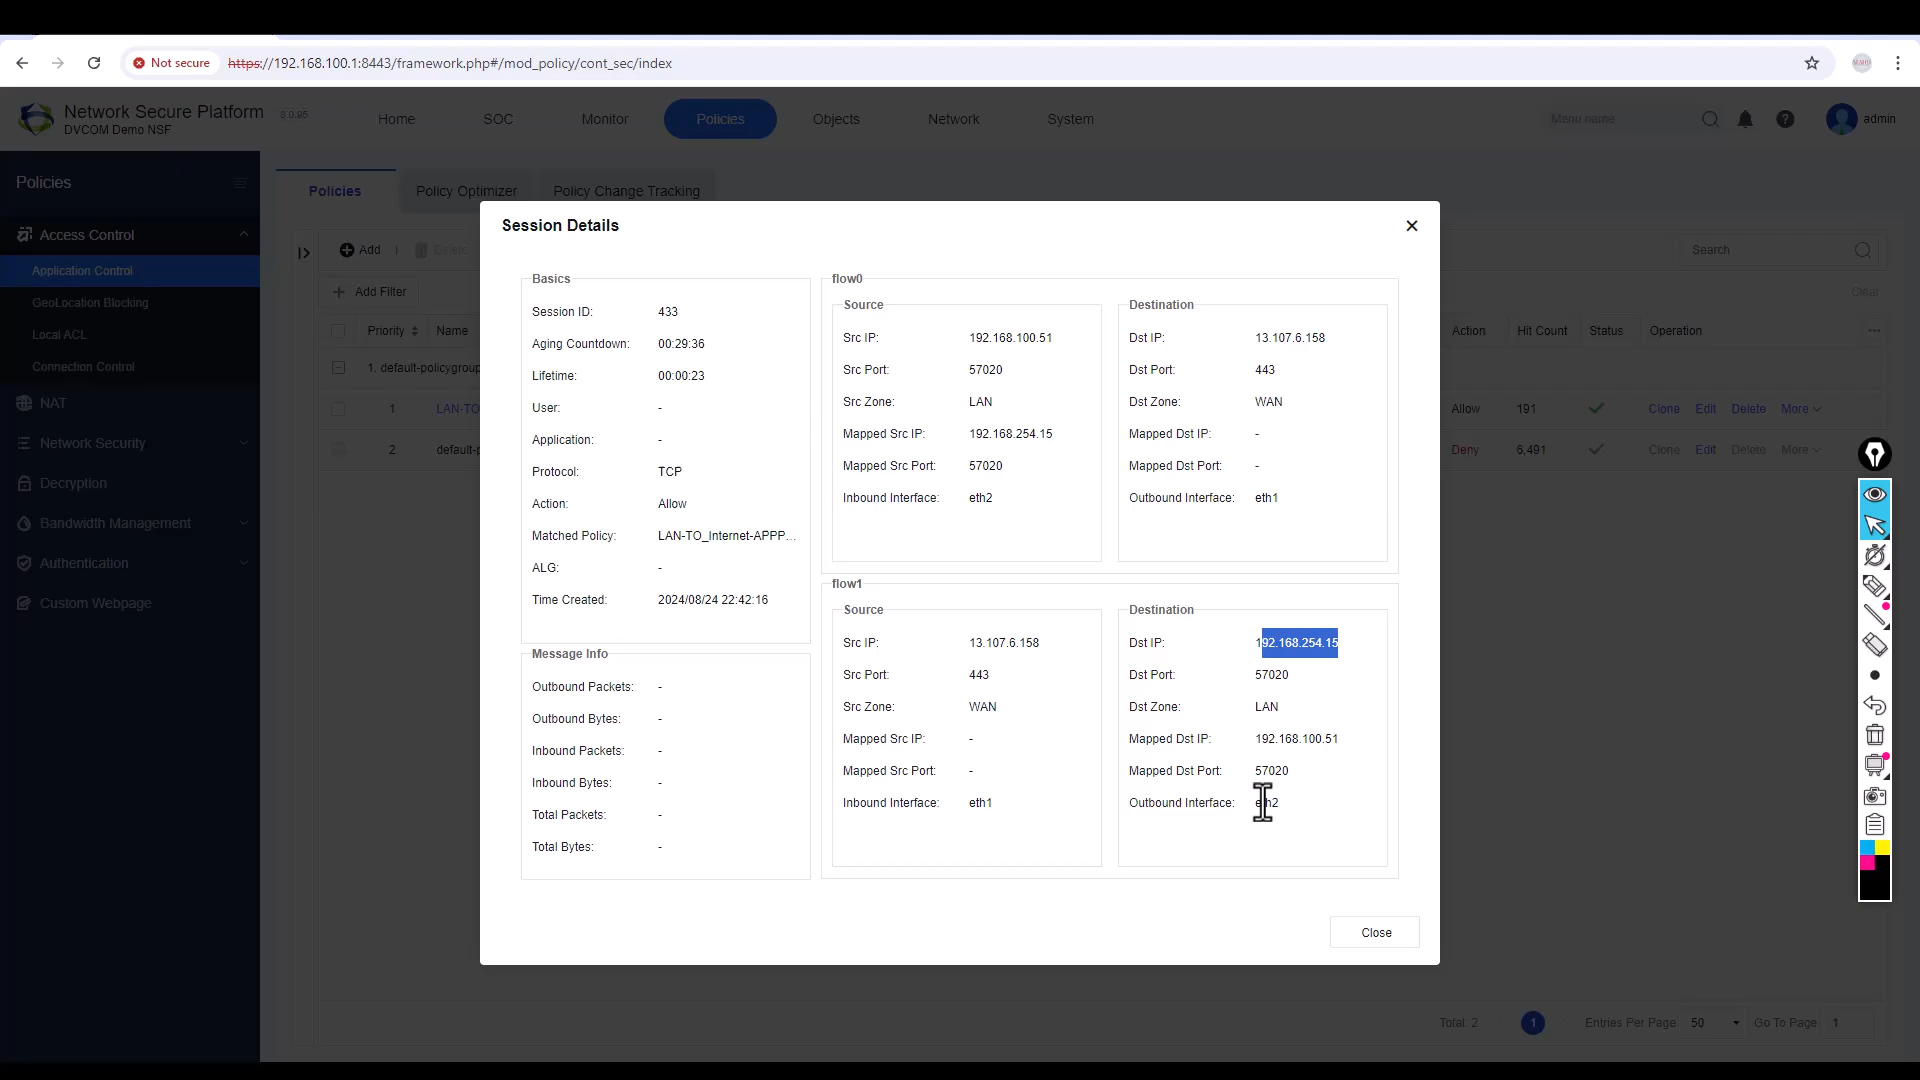 Not secure https://192.168.100.1:8443/framework.php#/mod_policy/cont_sec/index
Network Secure Platform 8.0.95
DVCOM Demo NSF
Home SOC Monitor Policies Objects Network System Menu name admin
Policies
Policies Policy Optimizer Policy Change Tracking
Access Control
Application Control
GeoLocation Blocking
Local ACL
Connection Control
NAT
Network Security
Decryption
Bandwidth Management
Authentication
Custom Webpage
Add Delete Search
Add Filter Clear
Priority Name Action Hit Count Status Operation
1. default-policygroup
1 LAN-TO Allow 191 Clone Edit Delete More
2 default-p Deny 6,491 Clone Edit Delete More
Session Details
Basics
Session ID: 433
Aging Countdown: 00:29:36
Lifetime: 00:00:23
User: -
Application: -
Protocol: TCP
Action: Allow
Matched Policy: LAN-TO_Internet-APPP...
ALG: -
Time Created: 2024/08/24 22:42:16
Message Info
Outbound Packets: -
Outbound Bytes: -
Inbound Packets: -
Inbound Bytes: -
Total Packets: -
Total Bytes: -
flow0
Source
Src IP: 192.168.100.51
Src Port: 57020
Src Zone: LAN
Mapped Src IP: 192.168.254.15
Mapped Src Port: 57020
Inbound Interface: eth2
Destination
Dst IP: 13.107.6.158
Dst Port: 443
Dst Zone: WAN
Mapped Dst IP: -
Mapped Dst Port: -
Outbound Interface: eth1
flow1
Source
Src IP: 13.107.6.158
Src Port: 443
Src Zone: WAN
Mapped Src IP: -
Mapped Src Port: -
Inbound Interface: eth1
Destination
Dst IP: 192.168.254.15
Dst Port: 57020
Dst Zone: LAN
Mapped Dst IP: 192.168.100.51
Mapped Dst Port: 57020
Outbound Interface: eth2
Close
Total: 2 1 Entries Per Page 50 Go To Page 1